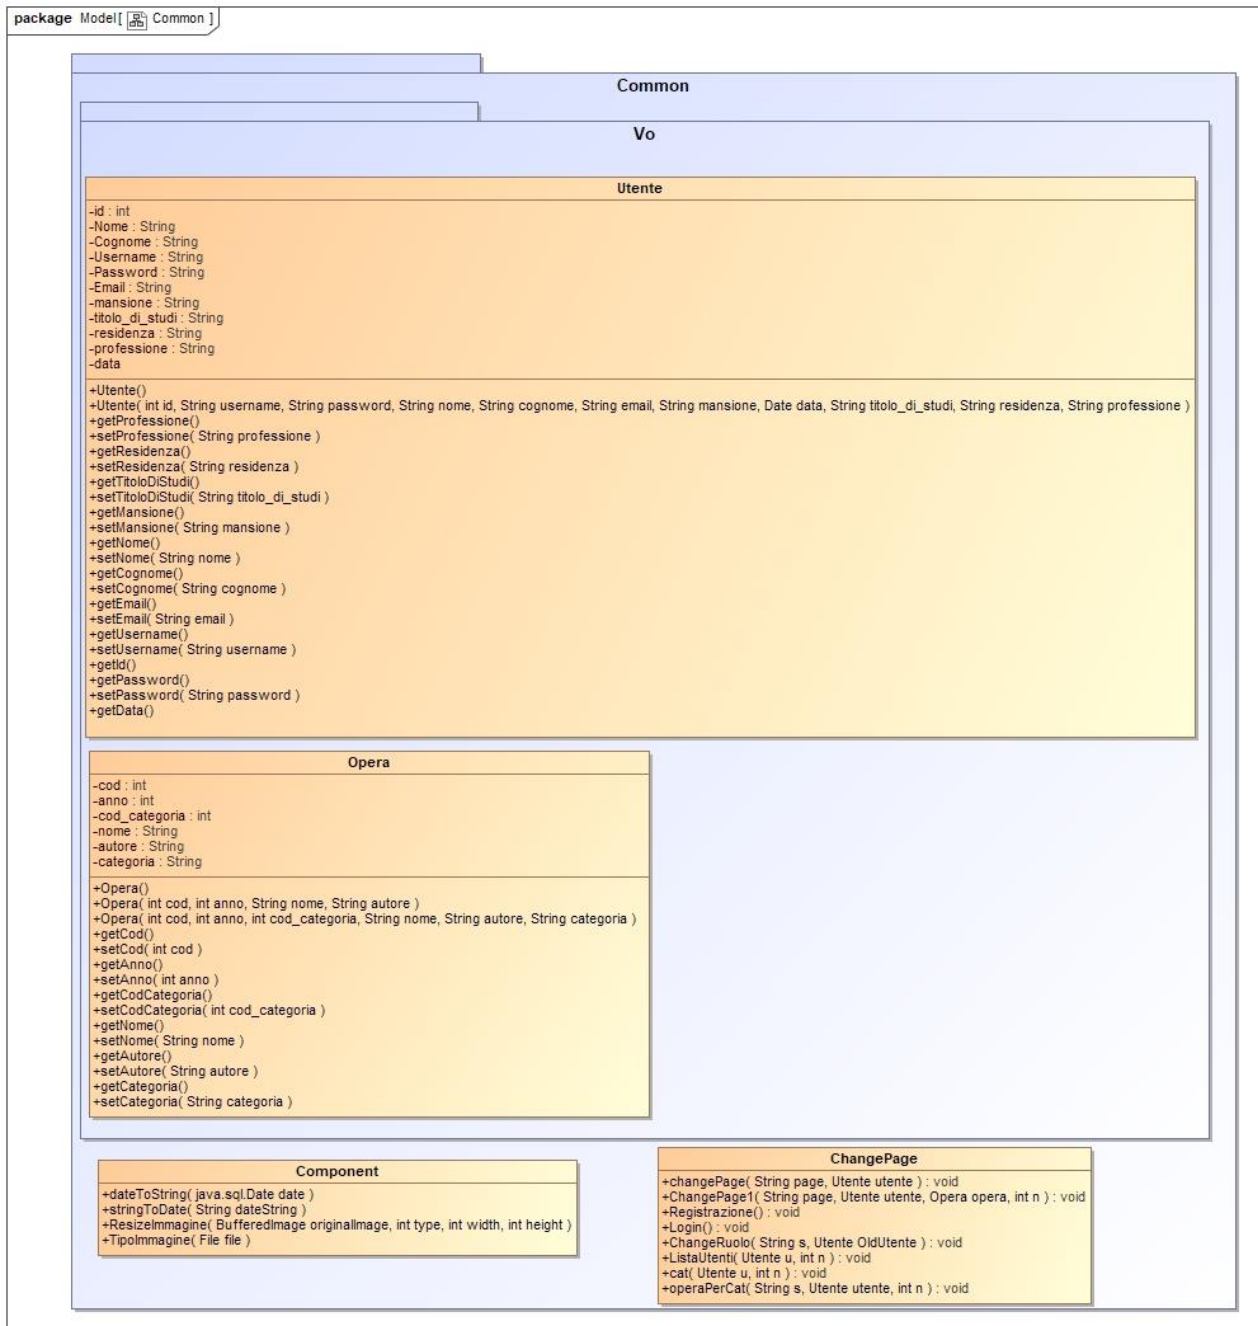 package Model[ Common ]
Common
Vo
Utente
-id : int
-Nome : String
-Cognome : String
-Username : String
-Password : String
-Email : String
-mansione : String
-titolo_di_studi : String
-residenza : String
-professione : String
-data
+Utente()
+Utente( int id, String username, String password, String nome, String cognome, String email, String mansione, Date data, String titolo_di_studi, String residenza, String professione )
+getProfessione()
+setProfessione( String professione )
+getResidenza()
+setResidenza( String residenza )
+getTitoloDiStudi()
+setTitoloDiStudi( String titolo_di_studi )
+getMansione()
+setMansione( String mansione )
+getNome()
+setNome( String nome )
+getCognome()
+setCognome( String cognome )
+getEmail()
+setEmail( String email )
+getUsername()
+setUsername( String username )
+getId()
+getPassword()
+setPassword( String password )
+getData()
Opera
-cod : int
-anno : int
-cod_categoria : int
-nome : String
-autore : String
-categoria : String
+Opera()
+Opera( int cod, int anno, String nome, String autore )
+Opera( int cod, int anno, int cod_categoria, String nome, String autore, String categoria )
+getCod()
+setCod( int cod )
+getAnno()
+setAnno( int anno )
+getCodCategoria()
+setCodCategoria( int cod_categoria )
+getNome()
+setNome( String nome )
+getAutore()
+setAutore( String autore )
+getCategoria()
+setCategoria( String categoria )
Component
+dateToString( java.sql.Date date )
+stringToDate( String dateString )
+ResizeImmagine( BufferedImage originalImage, int type, int width, int height )
+TipoImmagine( File file )
ChangePage
+changePage( String page, Utente utente ) : void
+ChangePage1( String page, Utente utente, Opera opera, int n ) : void
+Registrazione() : void
+Login() : void
+ChangeRuolo( String s, Utente OldUtente ) : void
+ListaUtenti( Utente u, int n ) : void
+cat( Utente u, int n ) : void
+operaPerCat( String s, Utente utente, int n ) : void